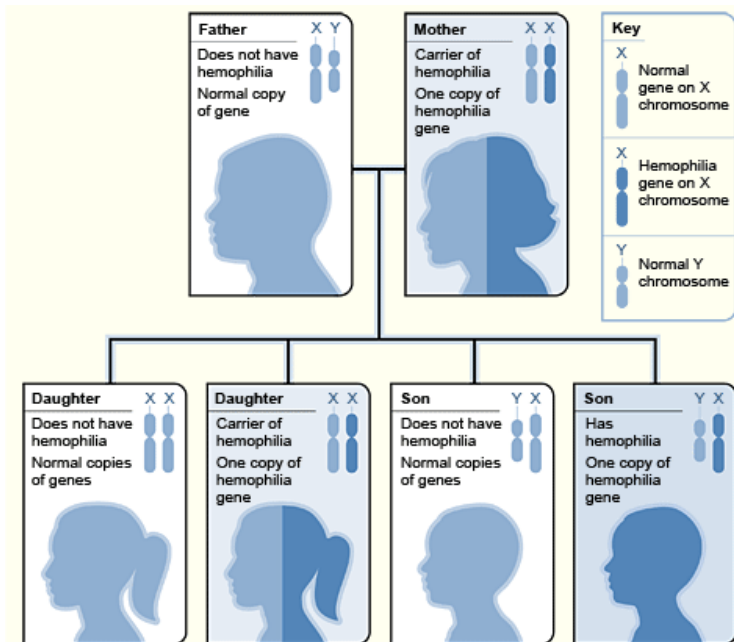 Father
X Y
Does not have
hemophilia
Normal copy
of gene
Mother
X X
Carrier of
hemophilia
One copy of
hemophilia
gene
Key
X
Normal
gene on X
chromosome
X
Hemophilia
gene on X
chromosome
Y
Normal Y
chromosome
Daughter
X X
Does not have
hemophilia
Normal copies
of genes
Daughter
X X
Carrier of
hemophilia
One copy of
hemophilia
gene
Son
Y X
Does not have
hemophilia
Normal copies
of genes
Son
Y X
Has
hemophilia
One copy of
hemophilia
gene